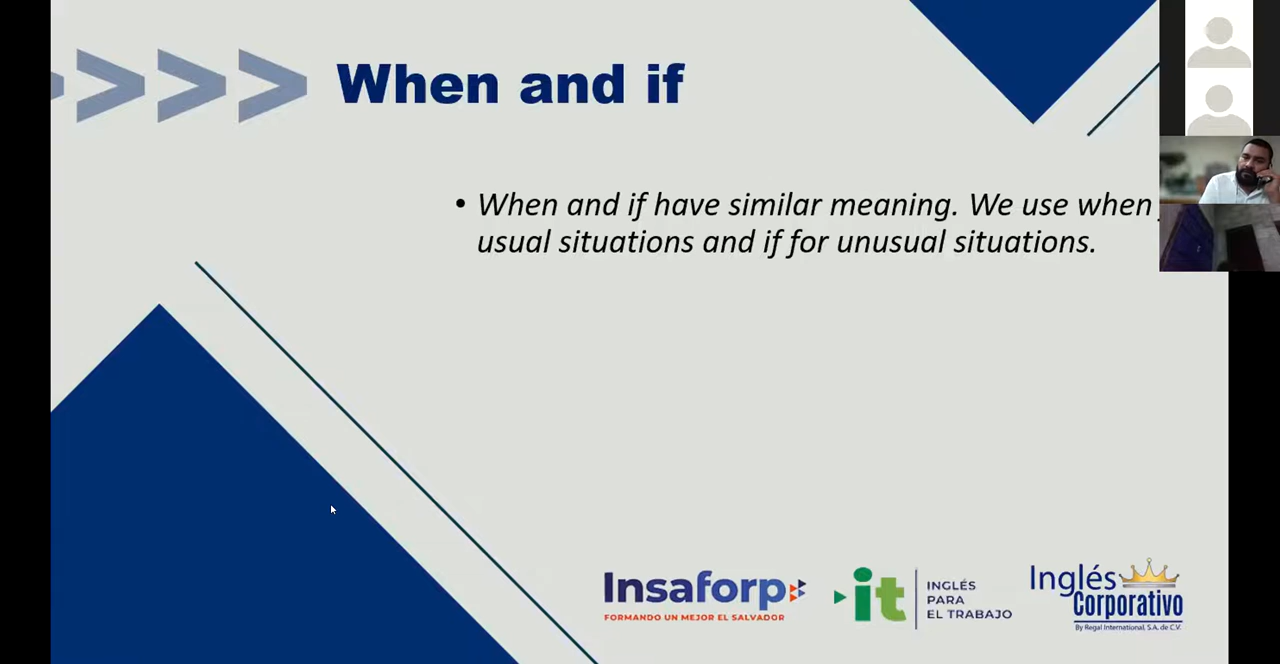 When and if
• When and if have similar meaning. We use when
usual situations and if for unusual situations.
Insaforp
FORMANDO UN MEJOR EL SALVADOR
it
INGLÉS
PARA
EL TRABAJO
Inglés
Corporativo
By Regal International, S.A. de C.V.